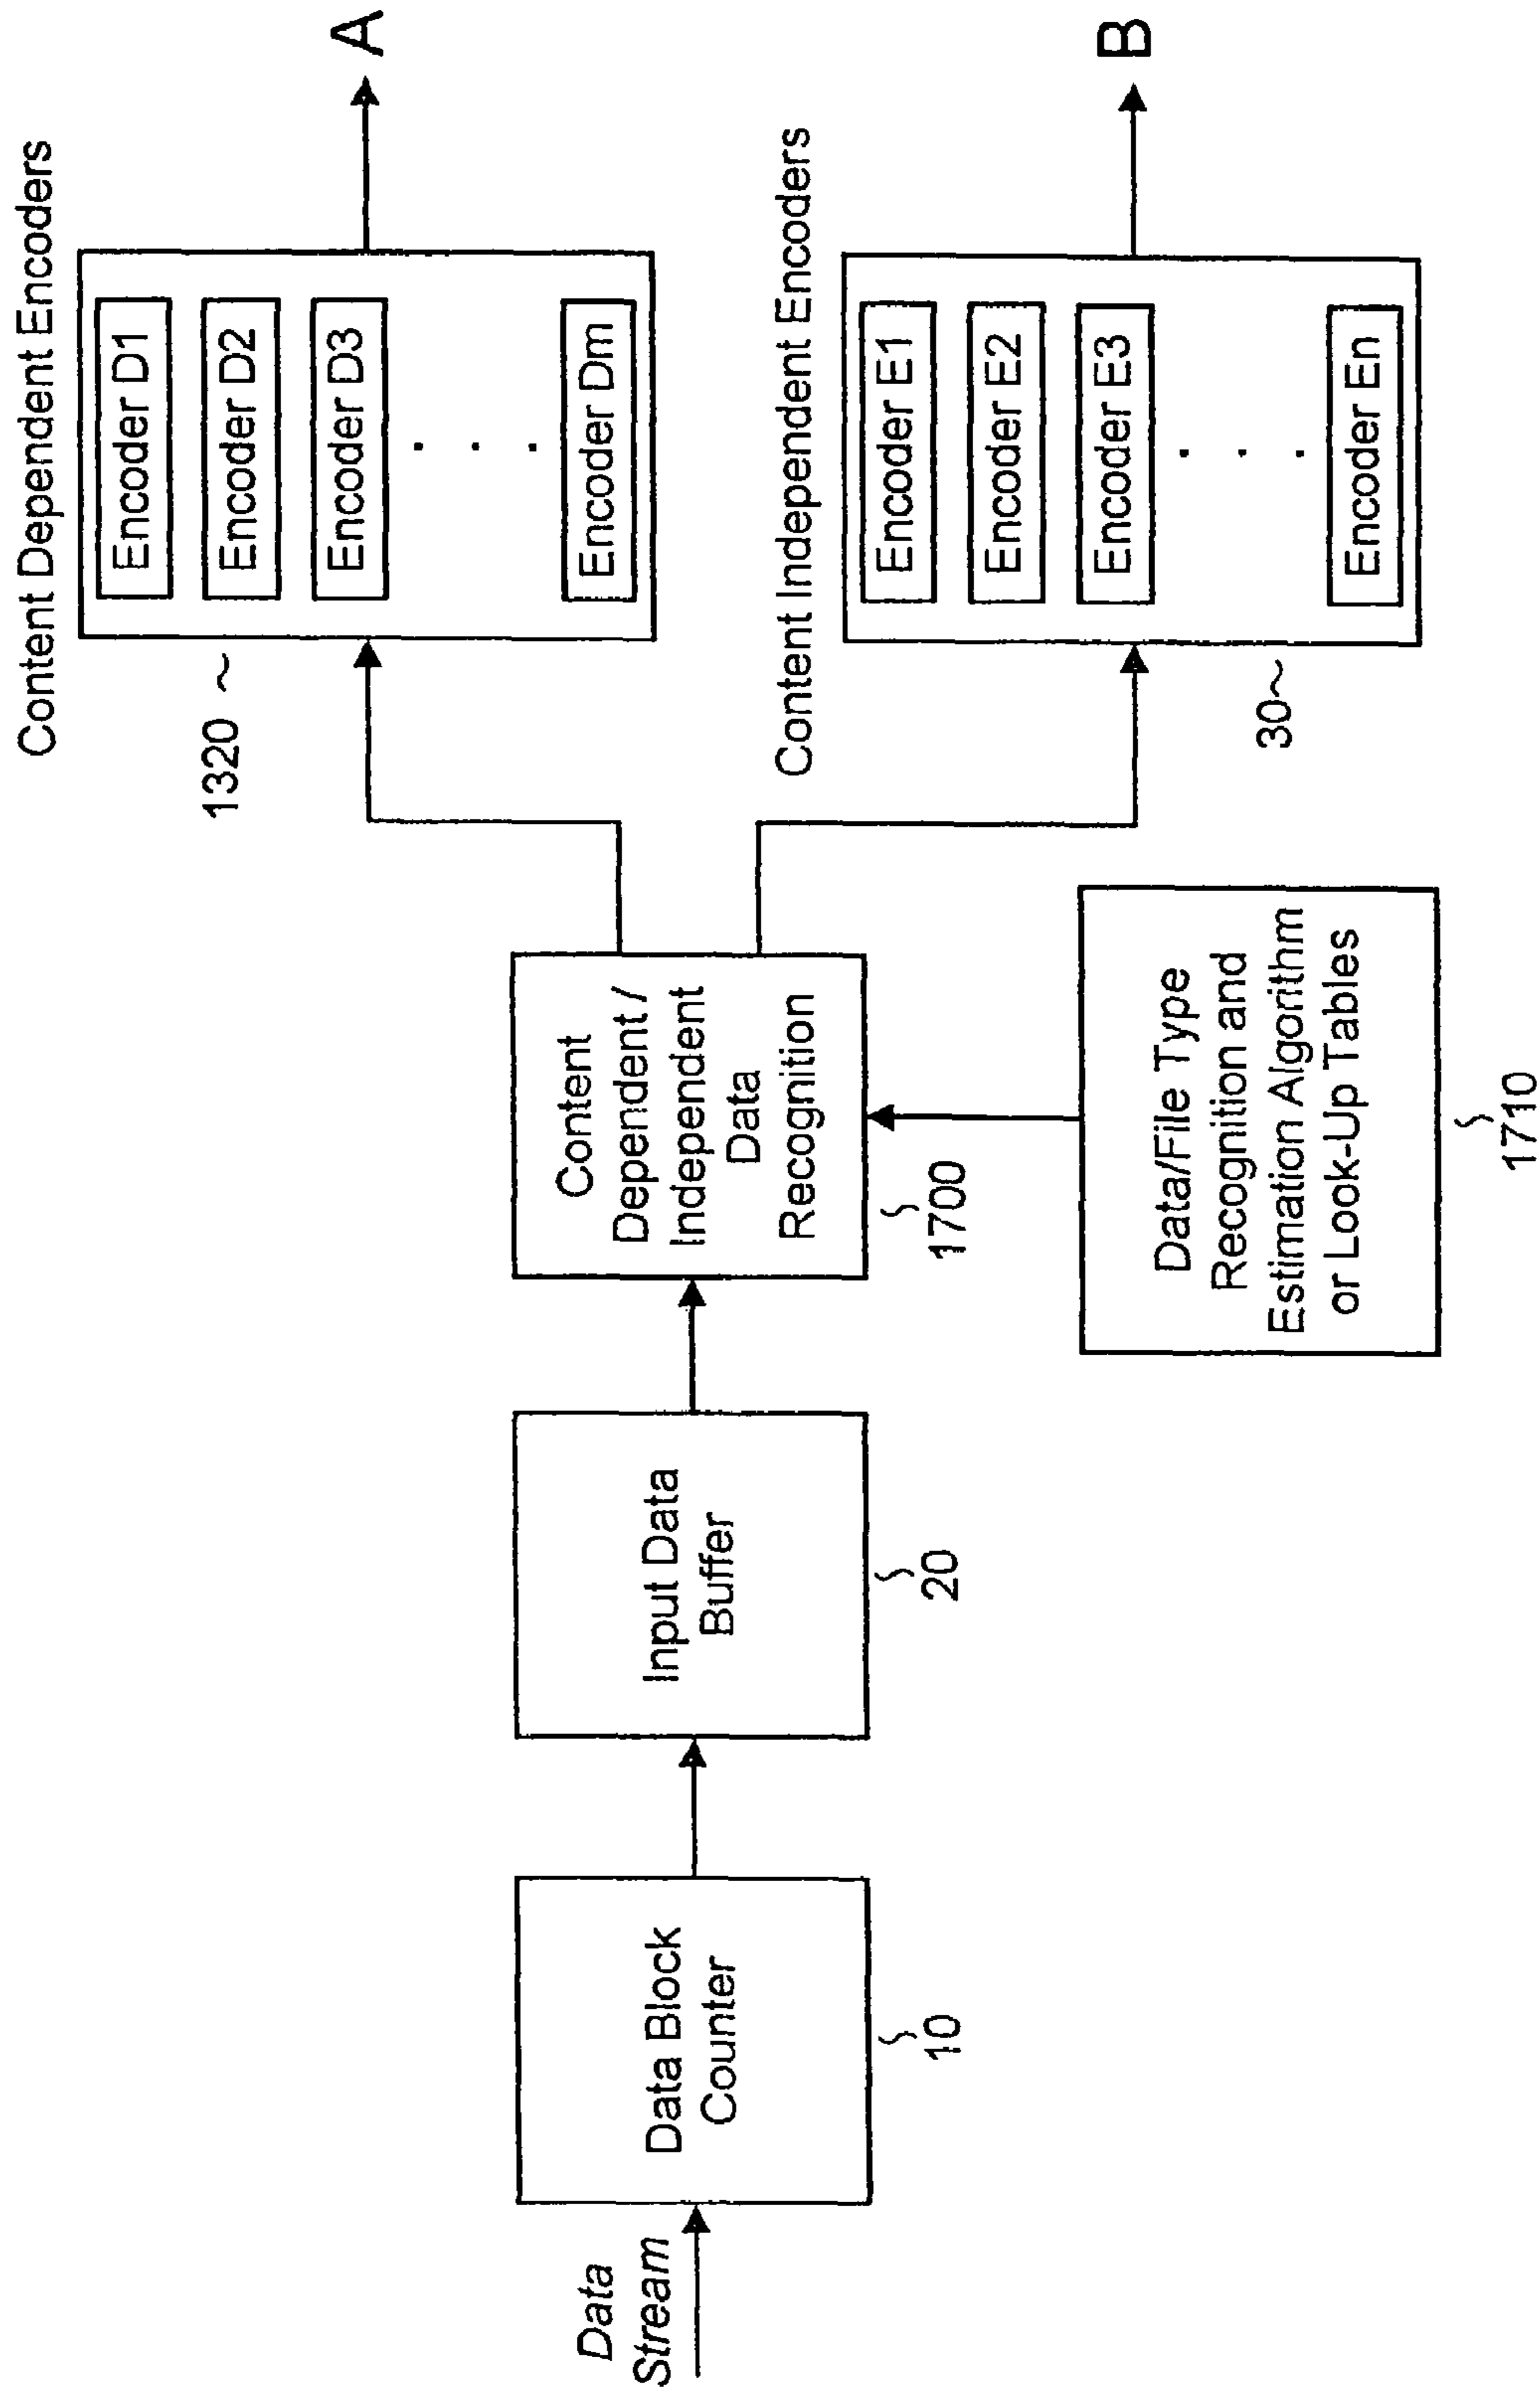 Data
Stream
Data Block
Counter
10
Input Data
Buffer
20
Content
Dependent /
Independent
Data
Recognition
1700
Data/File Type
Recognition and
Estimation Algorithm
or Look-Up Tables
1710
Content Dependent Encoders
1320
Encoder D1
Encoder D2
Encoder D3
. . .
Encoder Dm
A
Content Independent Encoders
30
Encoder E1
Encoder E2
Encoder E3
. . .
Encoder En
B